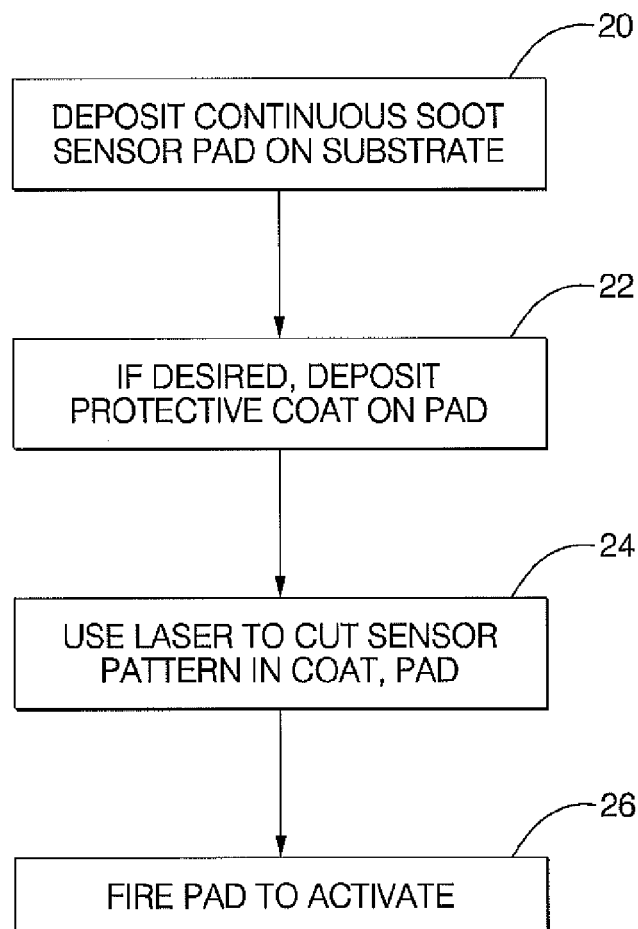 20
DEPOSIT CONTINUOUS SOOT
SENSOR PAD ON SUBSTRATE
22
IF DESIRED, DEPOSIT
PROTECTIVE COAT ON PAD
24
USE LASER TO CUT SENSOR
PATTERN IN COAT, PAD
26
FIRE PAD TO ACTIVATE